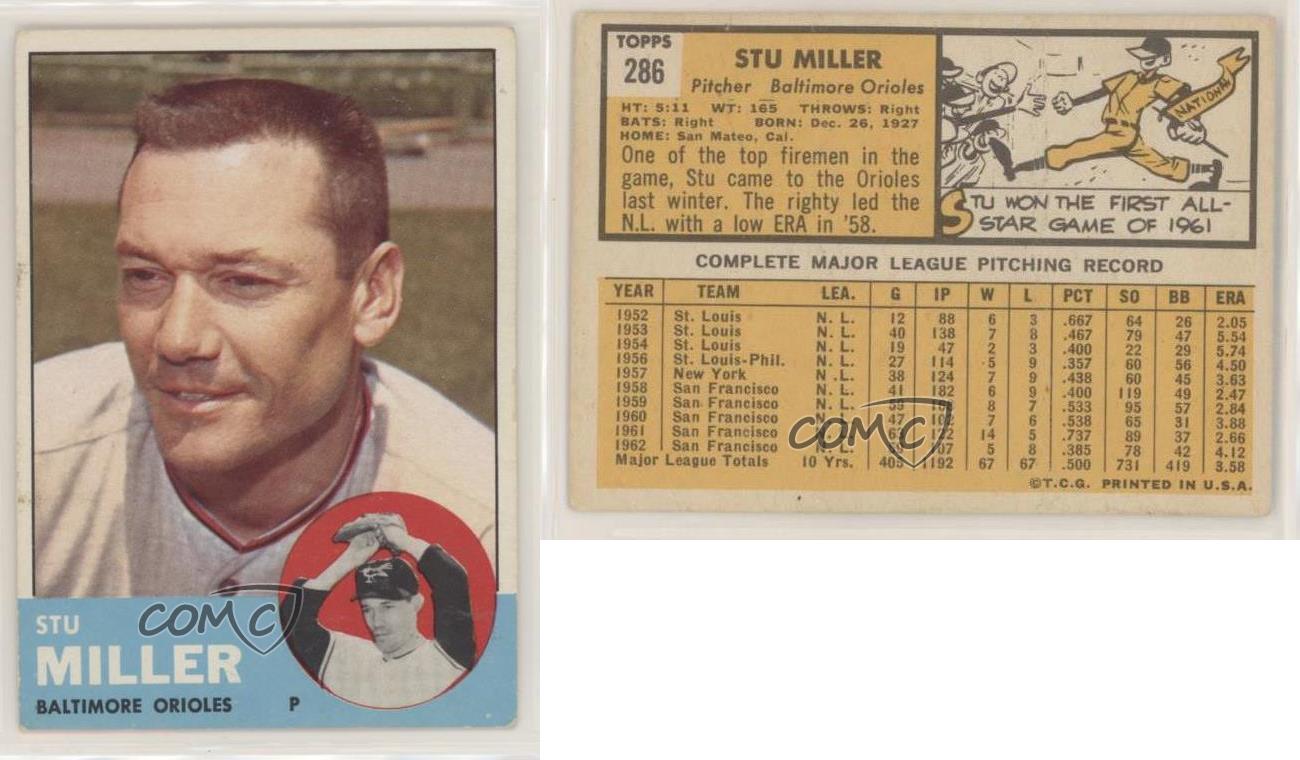 STU
MILLER
BALTIMORE ORIOLES P
COMC
TOPPS
286
STU MILLER
Pitcher Baltimore Orioles
HT: 5:11 WT: 165 THROWS: Right
BATS: Right BORN: Dec. 26, 1927
HOME: San Mateo, Cal.
One of the top firemen in the
game, Stu came to the Orioles
last winter. The righty led the
N.L. with a low ERA in '58.
NATIONAL
STU WON THE FIRST ALL-
STAR GAME OF 1961
COMPLETE MAJOR LEAGUE PITCHING RECORD
YEAR TEAM LEA. G IP W L PCT SO BB ERA
1952 St. Louis N. L. 12 88 6 3 .667 64 26 2.05
1953 St. Louis N. L. 40 138 7 8 .467 79 47 5.54
1954 St. Louis N. L. 19 47 2 3 .400 22 29 5.74
1956 St. Louis-Phil. N. L. 27 114 5 9 .357 60 56 4.50
1957 New York N. L. 38 124 7 9 .438 60 45 3.63
1958 San Francisco N. L. 41 182 6 9 .400 119 49 2.47
1959 San Francisco N. L. 59 8 7 .533 95 57 2.84
1960 San Francisco N. L. 47 102 7 6 .538 65 31 3.88
1961 San Francisco N. L. 63 122 14 5 .737 89 37 2.66
1962 San Francisco N. L. 107 5 8 .385 78 42 4.12
Major League Totals 10 Yrs. 405 1192 67 67 .500 731 419 3.58
COMC
©T.C.G. PRINTED IN U.S.A.